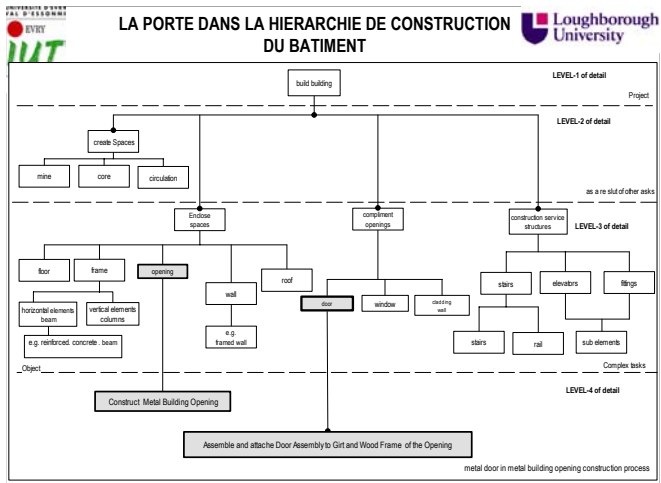 UNIVERSITE D'EVRY
VAL D'ESSONNE
EVRY
IUT
LA PORTE DANS LA HIERARCHIE DE CONSTRUCTION
DU BATIMENT
Loughborough
University
build building
LEVEL-1 of detail
Project
LEVEL-2 of detail
create Spaces
mine
core
circulation
as a re slut of other asks
Enclose
spaces
compliment
openings
construction service
structures
LEVEL-3 of detail
floor
frame
opening
wall
roof
door
window
cladding
wall
stairs
elevators
fittings
horizontal elements
beam
vertical elements
columns
e.g. reinforced. concrete . beam
e.g.
framed wall
stairs
rail
sub elements
Object
Complex tasks
LEVEL-4 of detail
Construct Metal Building Opening
Assemble and attache Door Assembly to Girt and Wood Frame of the Opening
metal door in metal building opening construction process